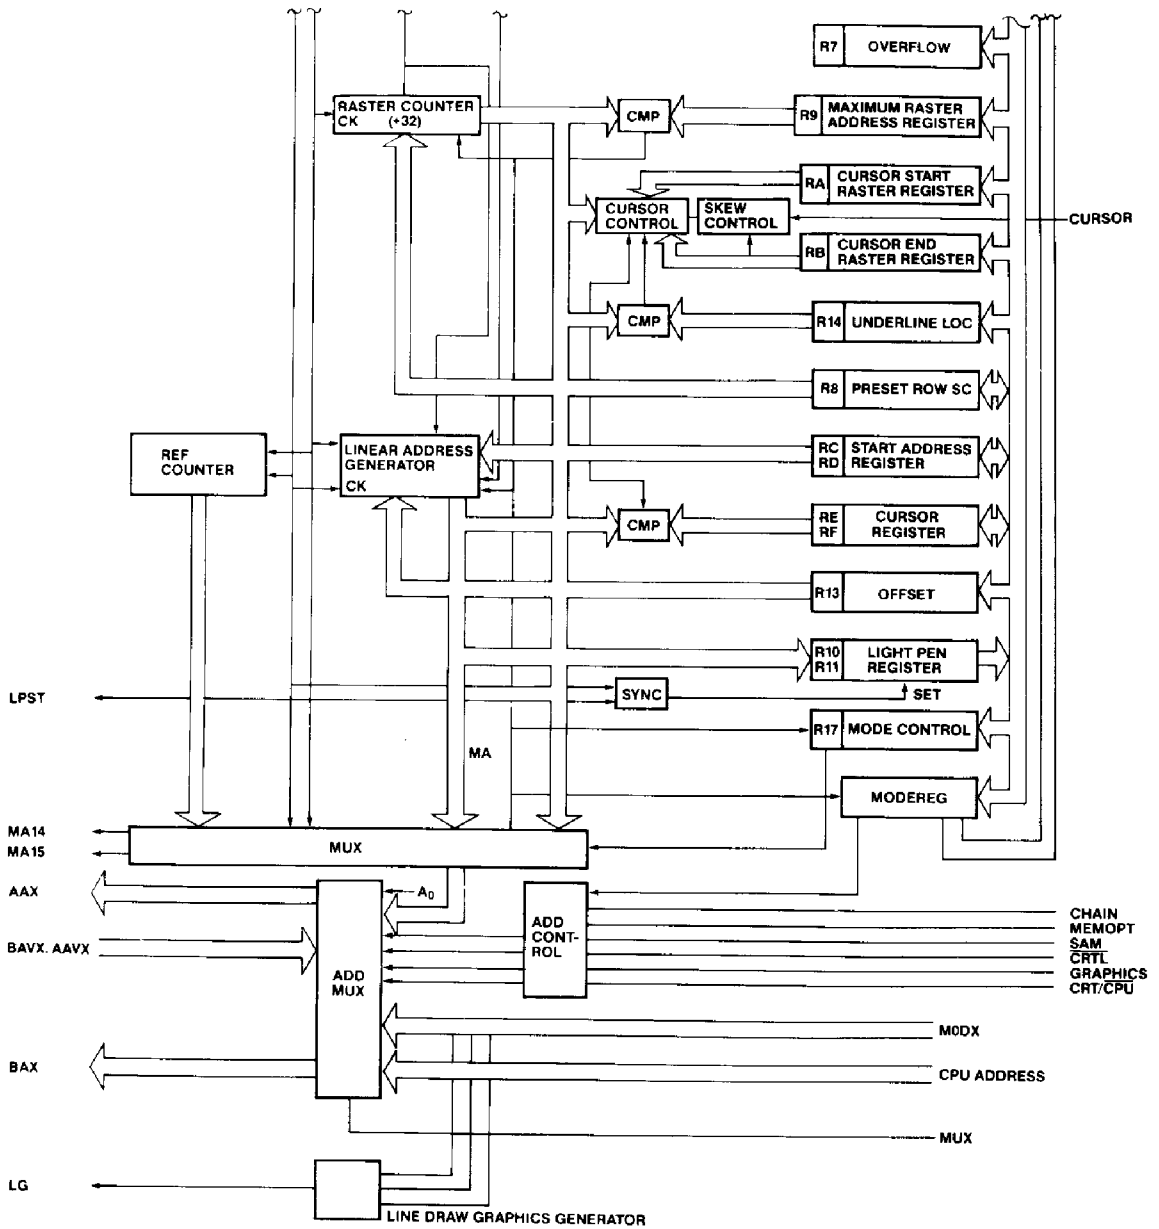 R7 OVERFLOW
RASTER COUNTER
CK (+32)
CMP
R9 MAXIMUM RASTER
ADDRESS REGISTER
RA CURSOR START
RASTER REGISTER
CURSOR
CONTROL
SKEW
CONTROL
CURSOR
RB CURSOR END
RASTER REGISTER
CMP
R14 UNDERLINE LOC
R8 PRESET ROW SC
REF
COUNTER
LINEAR ADDRESS
GENERATOR
CK
RC
RD
START ADDRESS
REGISTER
CMP
RE
RF
CURSOR
REGISTER
R13 OFFSET
R10
R11
LIGHT PEN
REGISTER
LPST
SYNC
SET
R17 MODE CONTROL
MA
MODEREG
MA14
MA15
MUX
AAX
A0
ADD
CONT-
ROL
CHAIN
MEMOPT
SAM
CRTL
GRAPHICS
CRT/CPU
BAVX. AAVX
ADD
MUX
M0DX
BAX
CPU ADDRESS
MUX
LG
LINE DRAW GRAPHICS GENERATOR